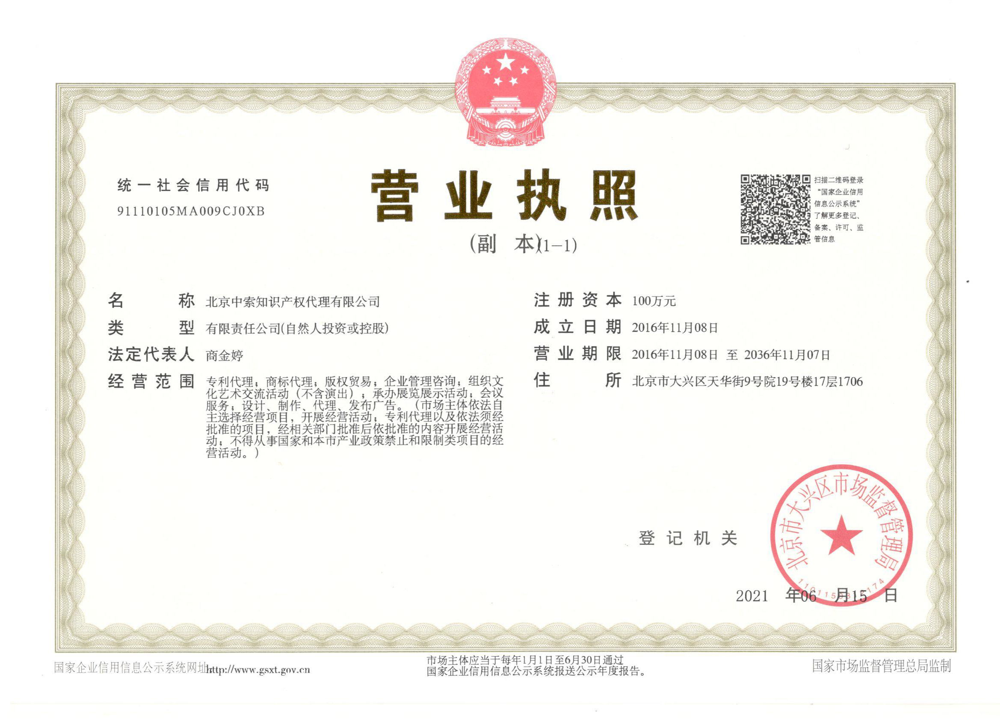 营业执照
(副 本)(1-1)
统一社会信用代码
91110105MA009CJ0XB
扫描二维码登录
“国家企业信用
信息公示系统”
了解更多登记、
备案、许可、监
管信息
名 称 北京中索知识产权代理有限公司
类 型 有限责任公司(自然人投资或控股)
法定代表人 商金婷
经营范围 专利代理；商标代理；版权贸易；企业管理咨询；组织文
化艺术交流活动（不含演出）；承办展览展示活动；会议
服务；设计、制作、代理、发布广告。（市场主体依法自
主选择经营项目，开展经营活动；专利代理以及依法须经
批准的项目，经相关部门批准后依批准的内容开展经营活
动；不得从事国家和本市产业政策禁止和限制类项目的经
营活动。）
注册资本 100万元
成立日期 2016年11月08日
营业期限 2016年11月08日 至 2036年11月07日
住 所 北京市大兴区天华街9号院19号楼17层1706
登记机关
北京市大兴区市场监督管理局
2021 年06 月15 日
国家企业信用信息公示系统网址http://www.gsxt.gov.cn
市场主体应当于每年1月1日至6月30日通过
国家企业信用信息公示系统报送公示年度报告。
国家市场监督管理总局监制